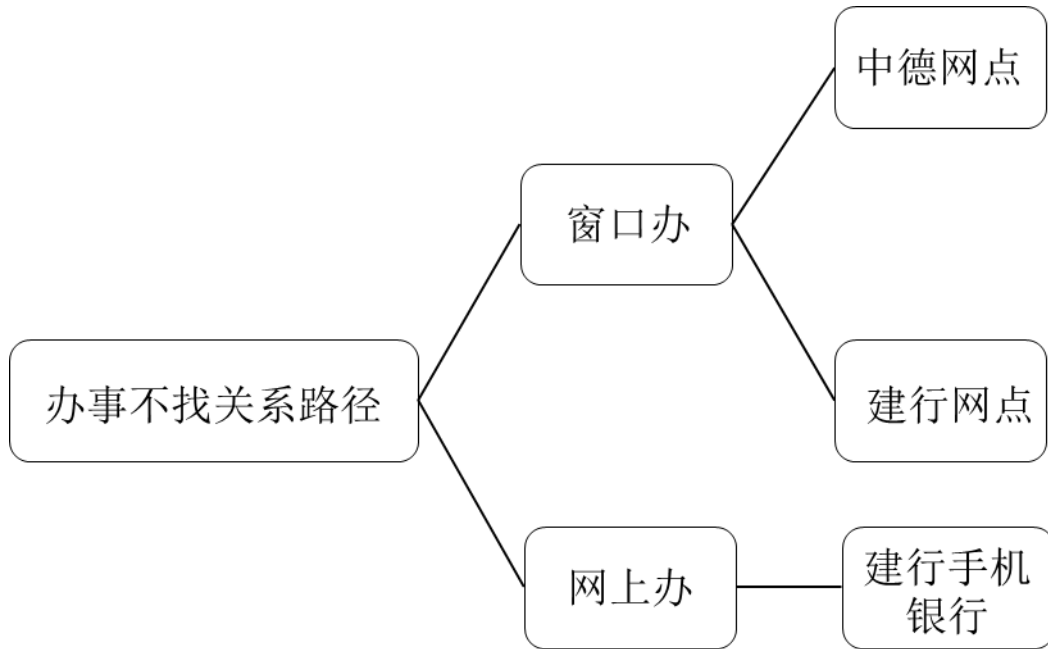 中德网点
窗口办
办事不找关系路径
建行网点
网上办
建行手机
银行